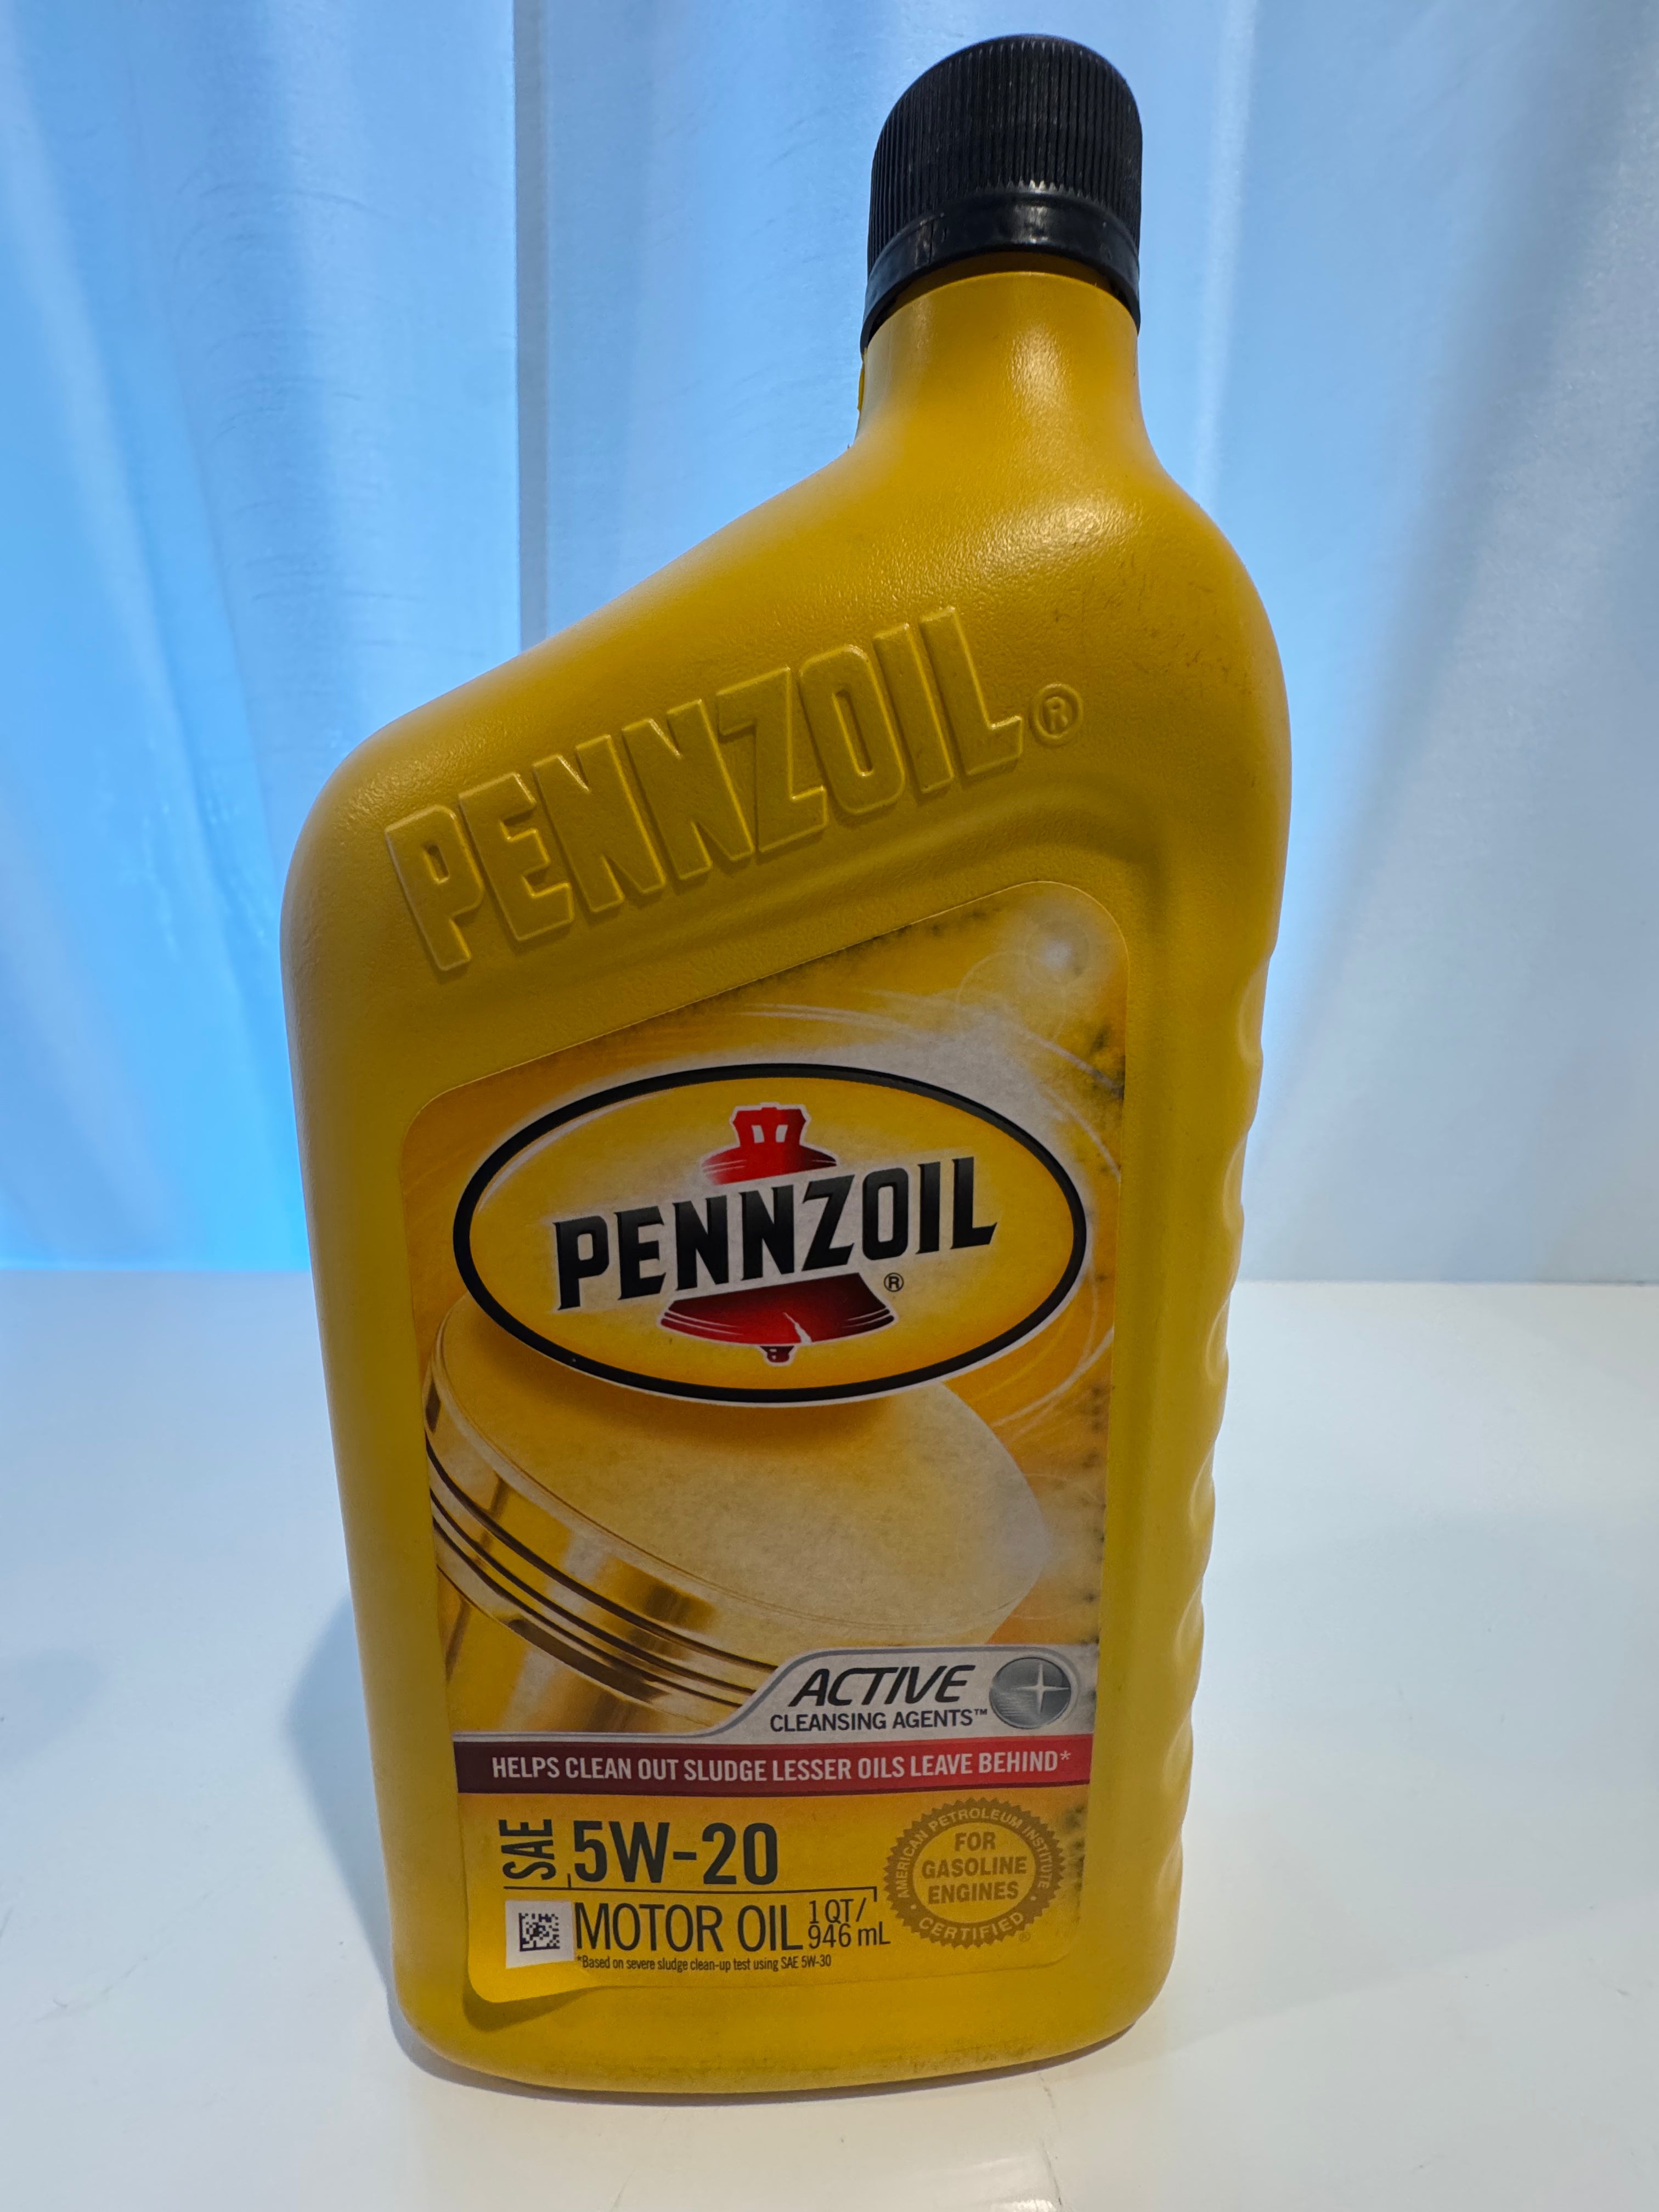 PENNZOIL®
PENNZOIL
®
ACTIVE
CLEANSING AGENTS™
HELPS CLEAN OUT SLUDGE LESSER OILS LEAVE BEHIND*
SAE 5W-20
MOTOR OIL 1 QT/
946 mL
*Based on severe sludge clean-up test using SAE 5W-30
AMERICAN PETROLEUM INSTITUTE
FOR
GASOLINE
ENGINES
CERTIFIED
®